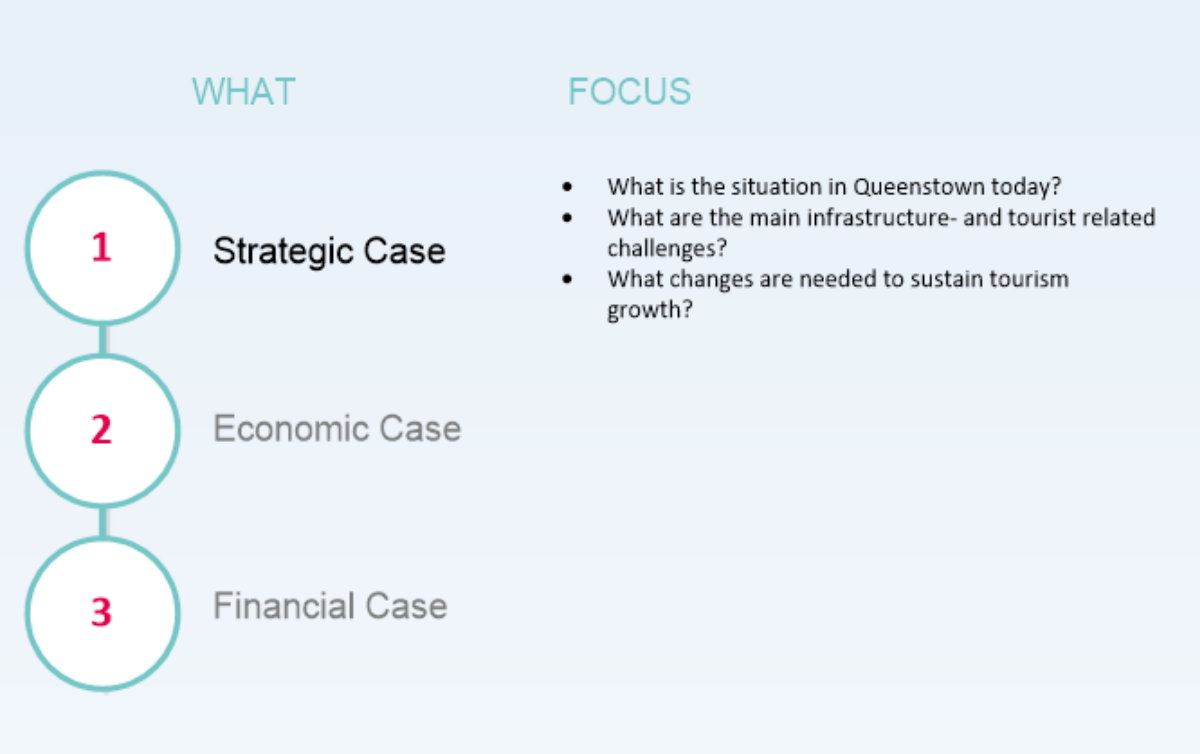 WHAT
FOCUS
1
Strategic Case
• What is the situation in Queenstown today?
• What are the main infrastructure- and tourist related
challenges?
• What changes are needed to sustain tourism
growth?
2
Economic Case
3
Financial Case